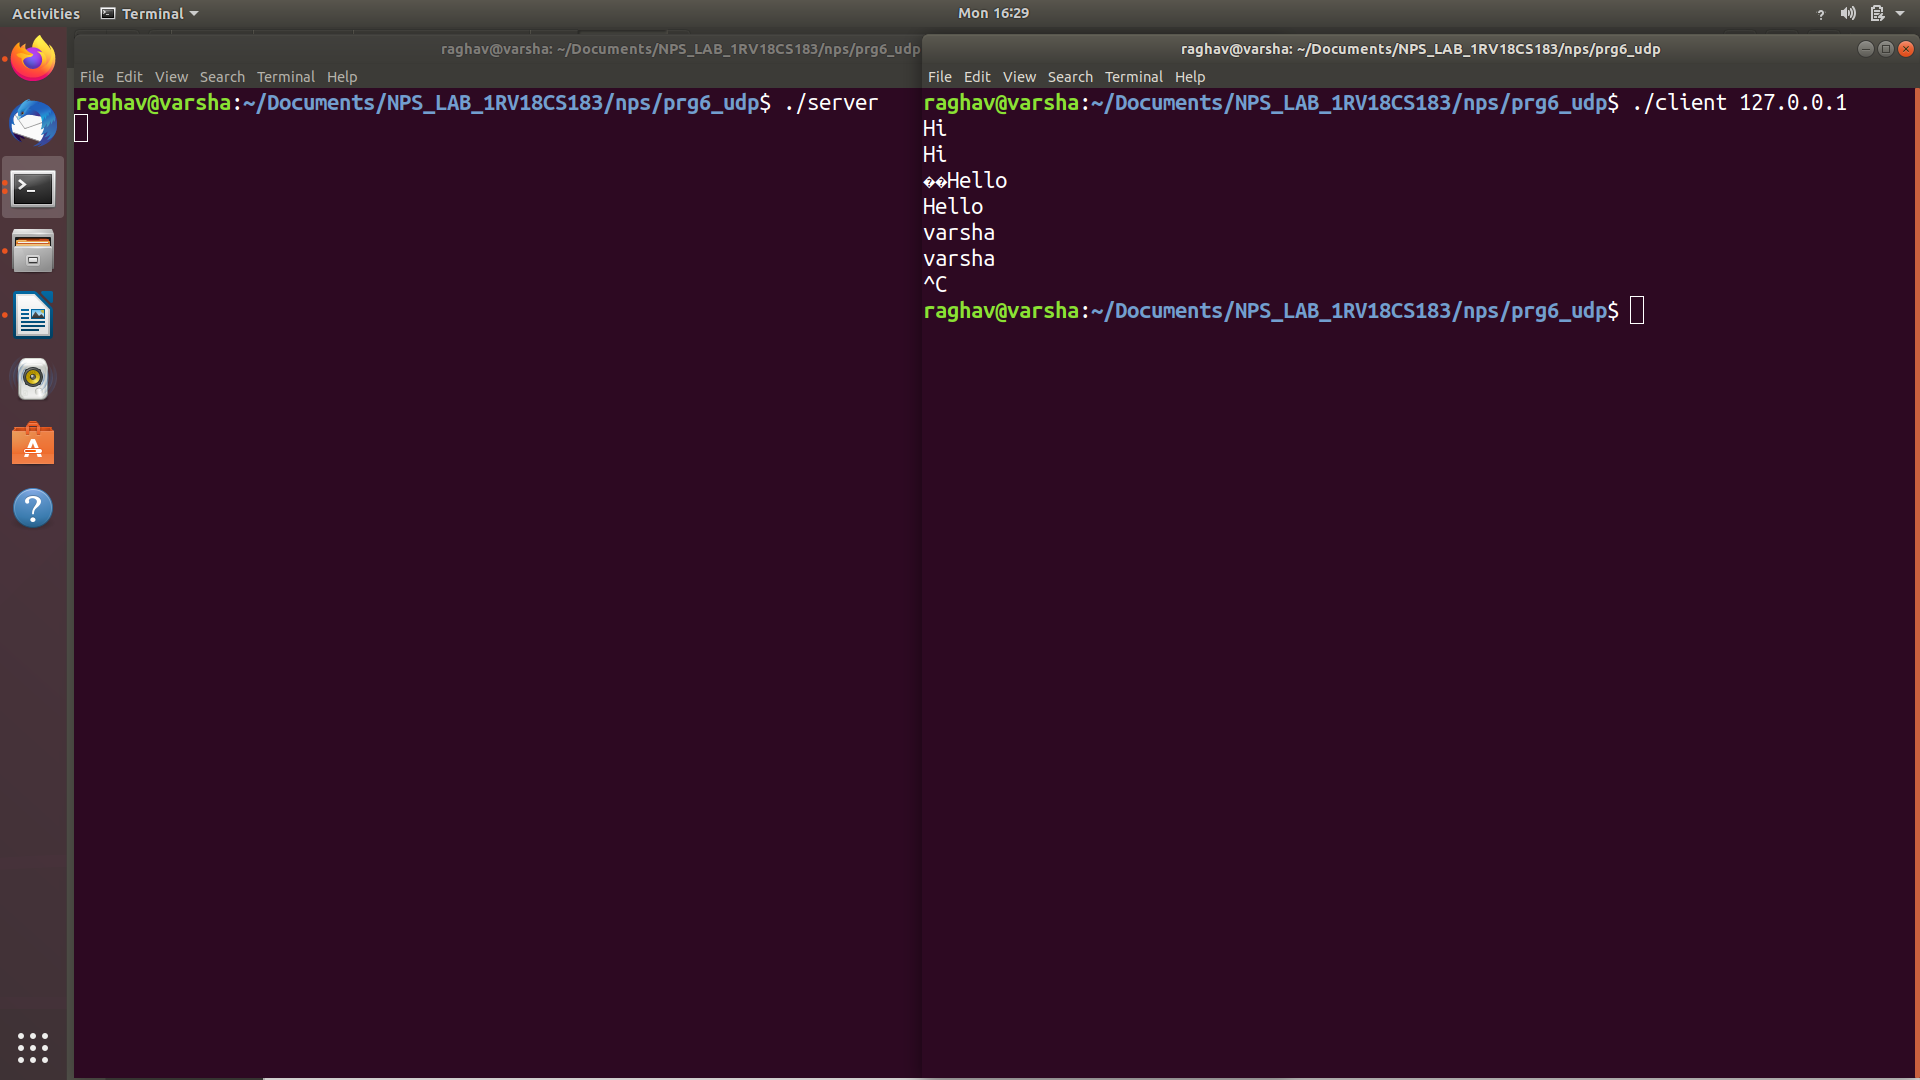 Activities Terminal Mon 16:29 ?
raghav@varsha: ~/Documents/NPS_LAB_1RV18CS183/nps/prg6_udp
File Edit View Search Terminal Help
raghav@varsha:~/Documents/NPS_LAB_1RV18CS183/nps/prg6_udp$ ./server
raghav@varsha: ~/Documents/NPS_LAB_1RV18CS183/nps/prg6_udp
File Edit View Search Terminal Help
raghav@varsha:~/Documents/NPS_LAB_1RV18CS183/nps/prg6_udp$ ./client 127.0.0.1
Hi
Hi
��Hello
Hello
varsha
varsha
^C
raghav@varsha:~/Documents/NPS_LAB_1RV18CS183/nps/prg6_udp$